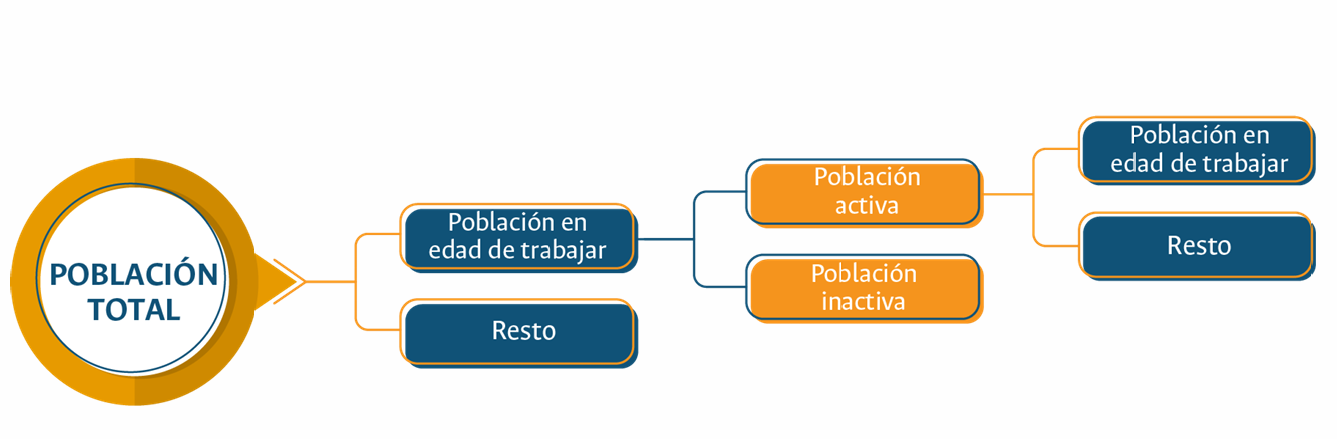 POBLACIÓN
TOTAL
Población en
edad de trabajar
Resto
Población
activa
Población
inactiva
Población en
edad de trabajar
Resto